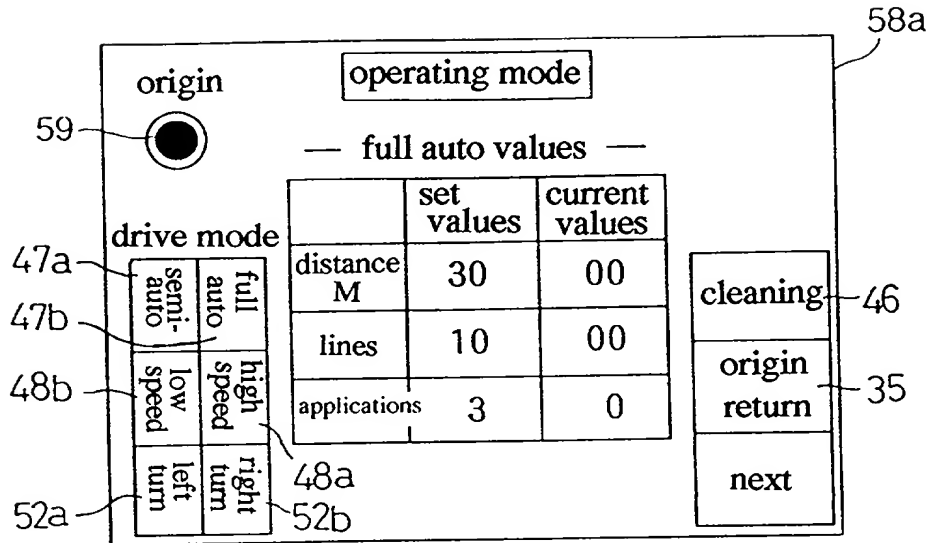 58a
origin
operating mode
59
— full auto values —
set values
current values
drive mode
47a
semi-auto
full auto
distance M
30
00
cleaning
46
47b
lines
10
00
48b
low speed
high speed
origin return
35
applications
3
0
48a
left turn
right turn
next
52a
52b